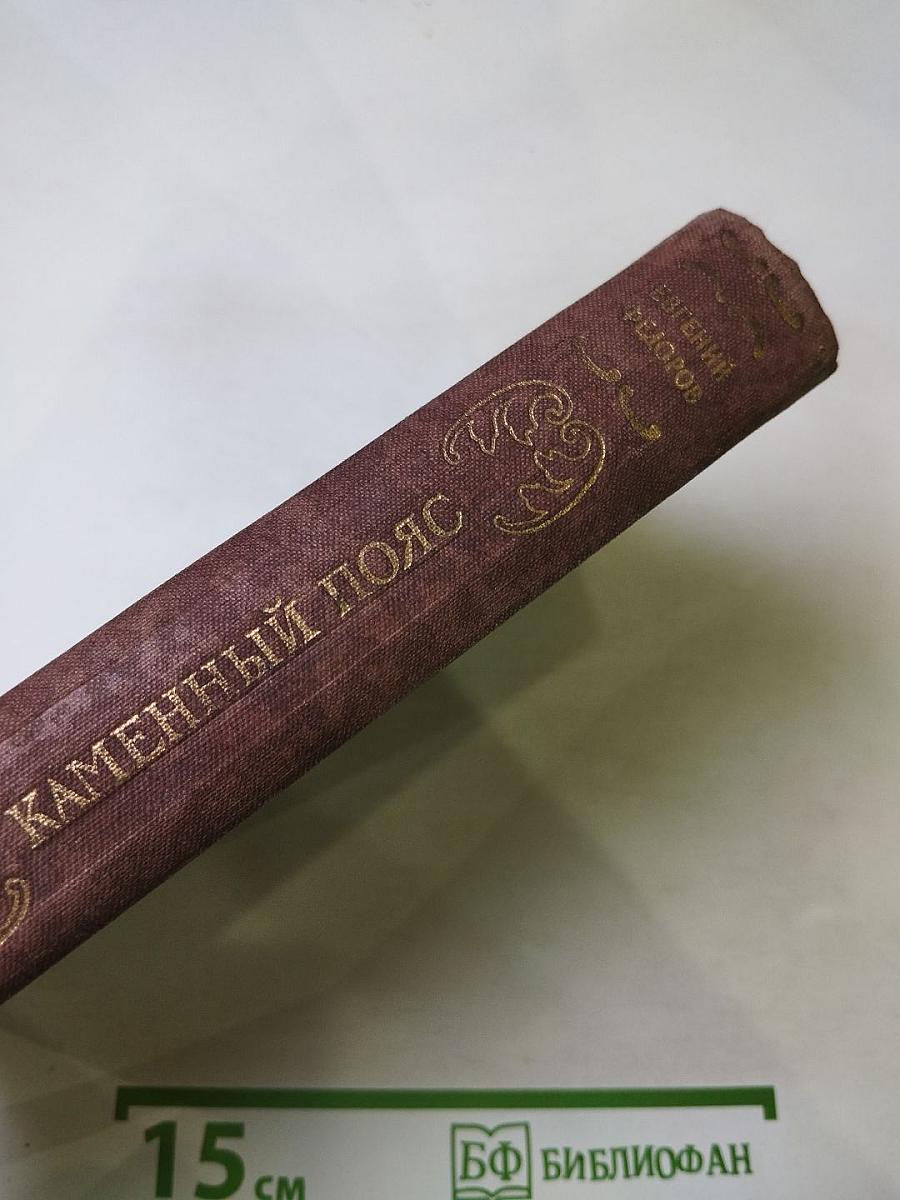 ЕВГЕНИЙ
ФЕДОРОВ
КАМЕННЫЙ ПОЯС
15 см
БФ БИБЛИОФАН